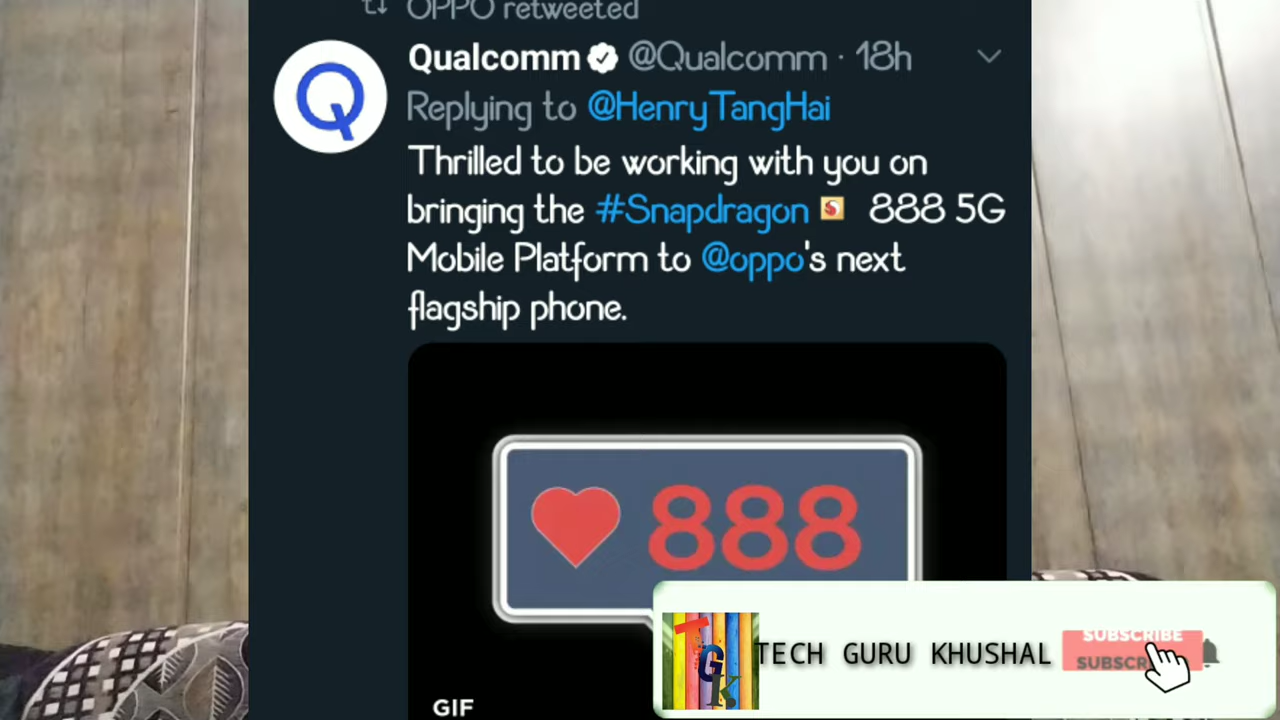 OPPO retweeted
Qualcomm @Qualcomm · 18h
Replying to @HenryTangHai
Thrilled to be working with you on
bringing the #Snapdragon 888 5G
Mobile Platform to @oppo's next
flagship phone.
888
GIF
TGK
TECH GURU KHUSHAL
SUBSCRIBE